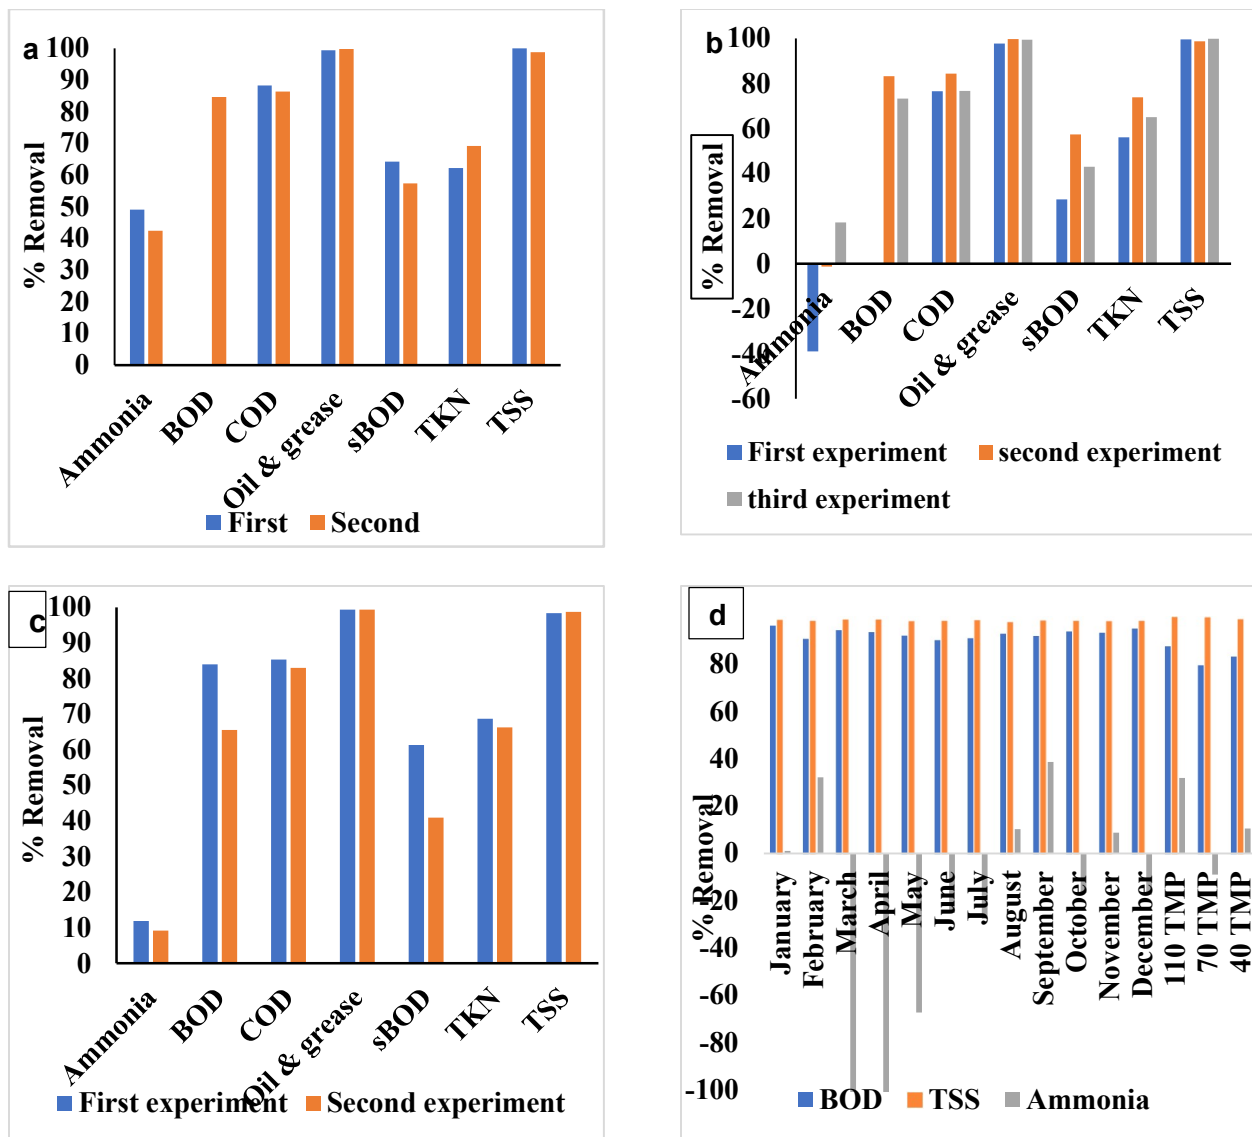 a
100
90
80
70
60
50
40
30
20
10
0
% Removal
Ammonia
BOD
COD
Oil & grease
sBOD
TKN
TSS
First Second
b
100
80
60
40
20
0
-20
-40
-60
% Removal
Ammonia
BOD
COD
Oil & grease
sBOD
TKN
TSS
First experiment second experiment
third experiment
c
100
90
80
70
60
50
40
30
20
10
0
% Removal
Ammonia
BOD
COD
Oil & grease
sBOD
TKN
TSS
First experiment Second experiment
d
80
60
40
20
0
-20
-40
-60
-80
-100
% Removal
January
February
March
April
May
June
July
August
September
October
November
December
110 TMP
70 TMP
40 TMP
BOD TSS Ammonia